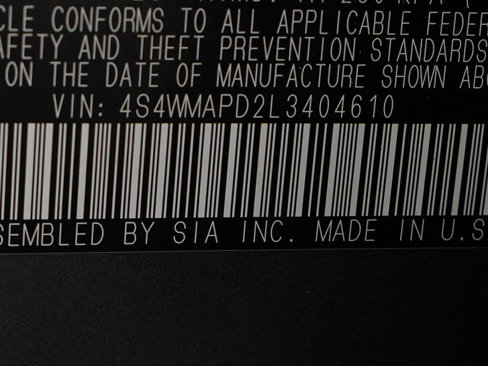 CLE CONFORMS TO ALL APPLICABLE FEDER
AFETY AND THEFT PREVENTION STANDARDS
ON THE DATE OF MANUFACTURE SHOWN ABO
VIN: 4S4WMAPD2L3404610
SEMBLED BY SIA INC. MADE IN U.S